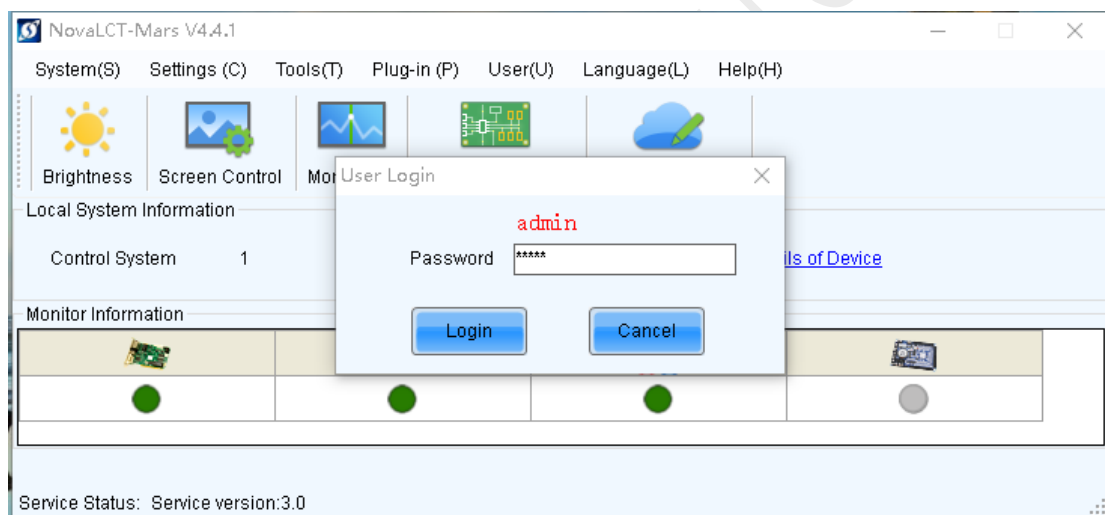 NovaLCT-Mars V4.4.1
System(S) Settings (C) Tools(T) Plug-in (P) User(U) Language(L) Help(H)
Brightness Screen Control
User Login
Local System Information
admin
Control System 1
Password *****
ils of Device
Monitor Information
Login Cancel
Service Status: Service version:3.0